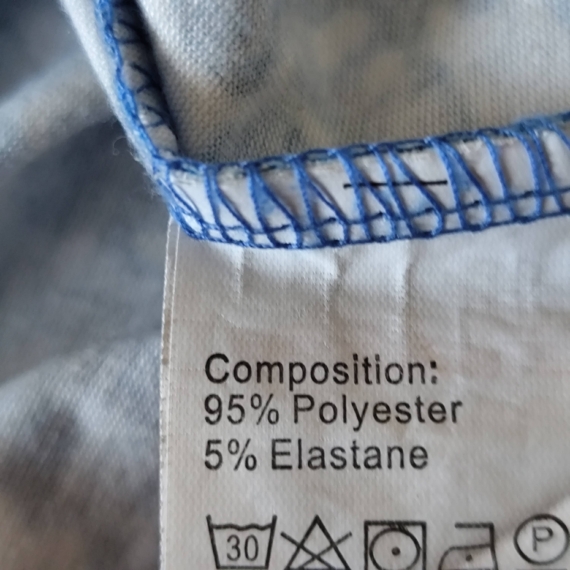 Composition:
95% Polyester
5% Elastane
30 P